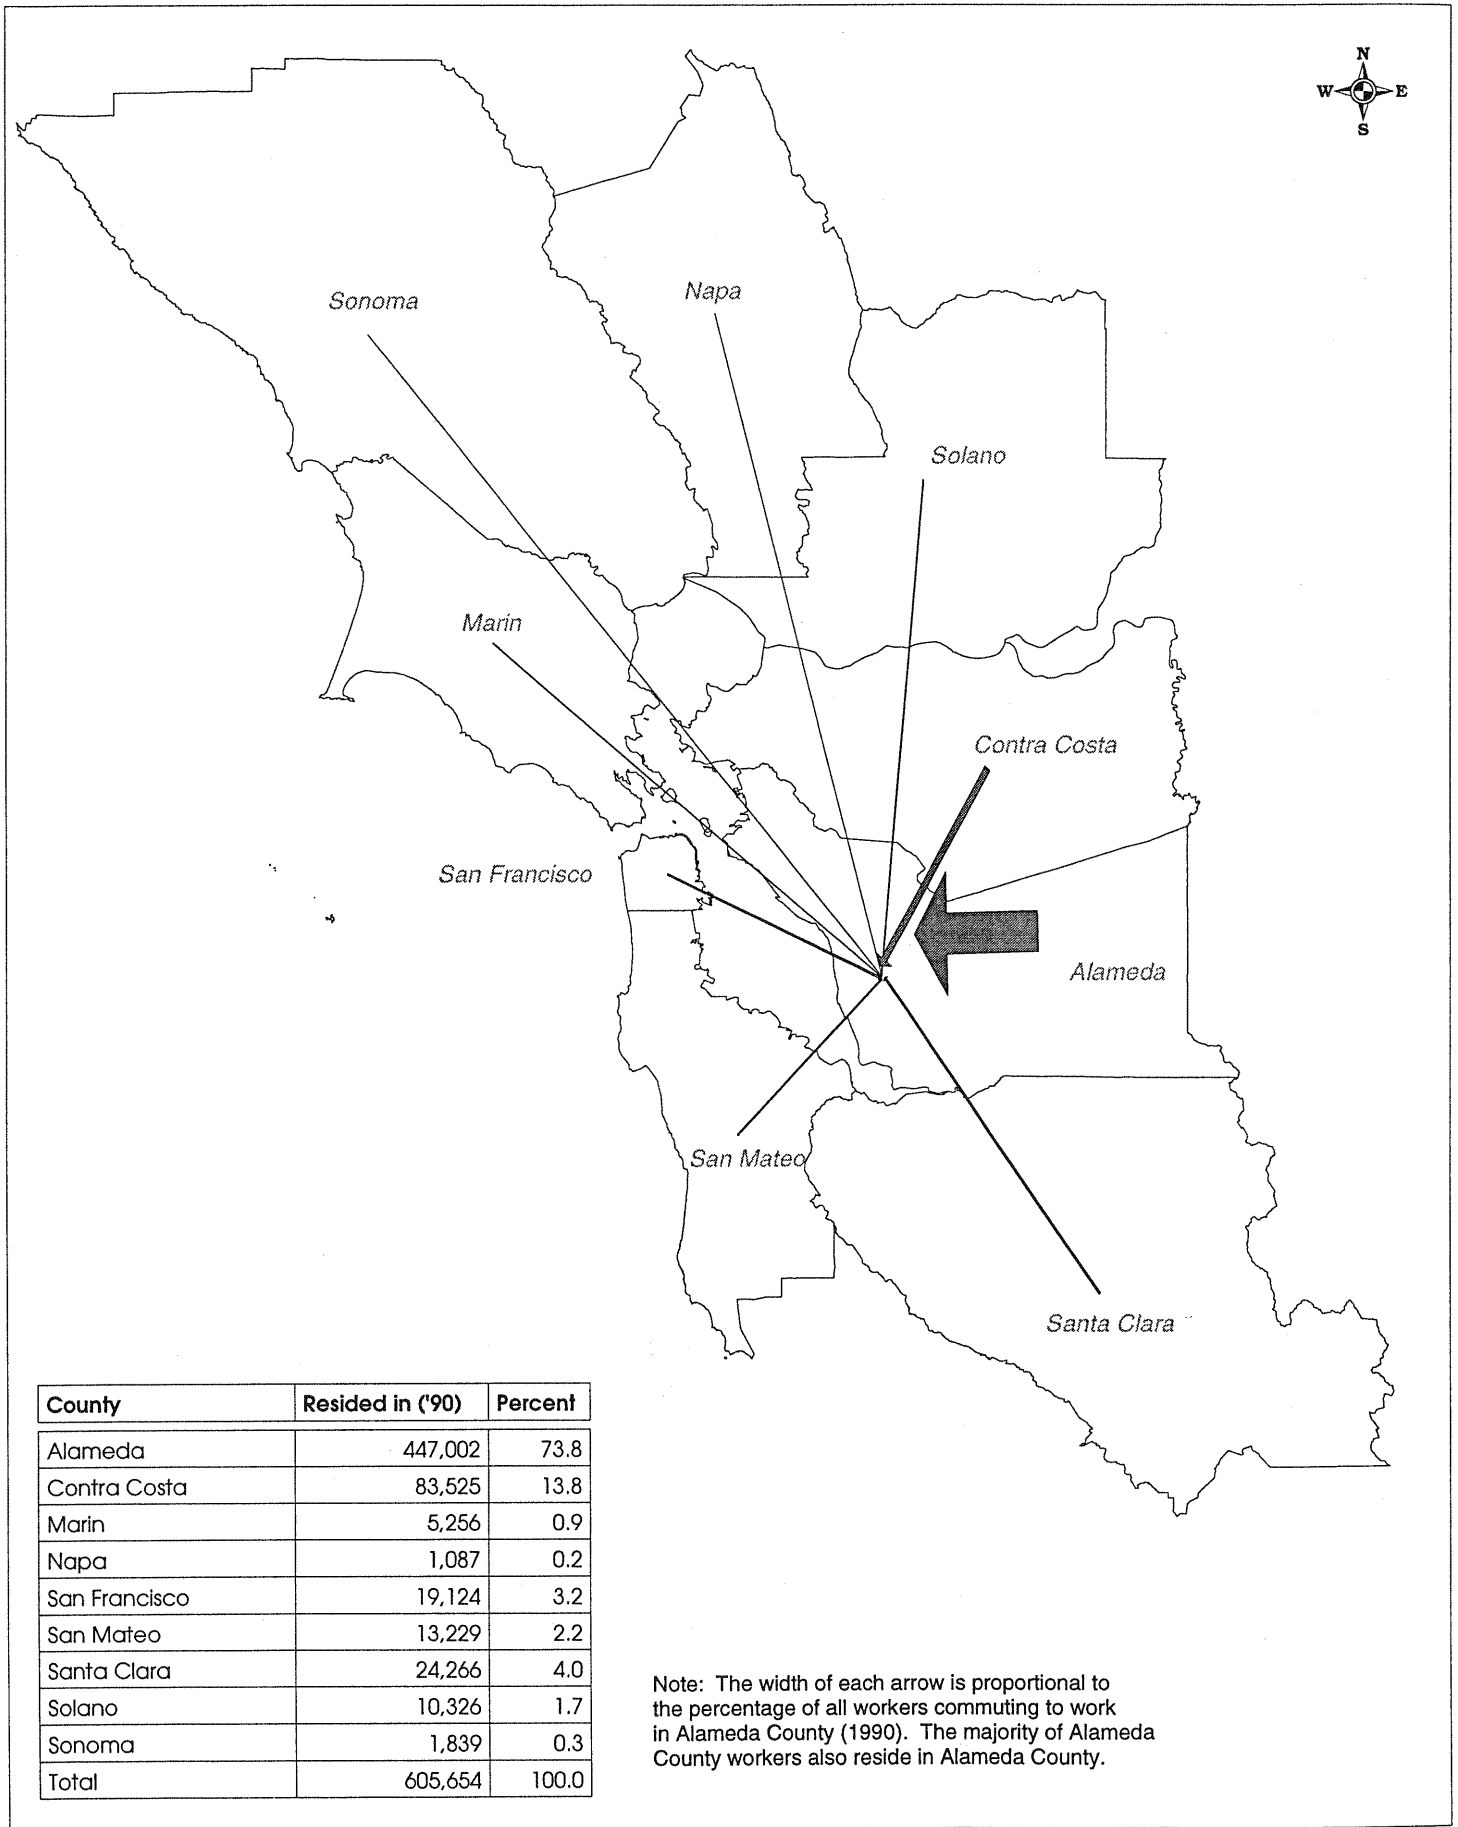 N
W E
S
Sonoma
Napa
Solano
Marin
Contra Costa
San Francisco
Alameda
San Mateo
Santa Clara
County Resided in ('90) Percent
Alameda 447,002 73.8
Contra Costa 83,525 13.8
Marin 5,256 0.9
Napa 1,087 0.2
San Francisco 19,124 3.2
San Mateo 13,229 2.2
Santa Clara 24,266 4.0
Solano 10,326 1.7
Sonoma 1,839 0.3
Total 605,654 100.0
Note: The width of each arrow is proportional to
the percentage of all workers commuting to work
in Alameda County (1990). The majority of Alameda
County workers also reside in Alameda County.